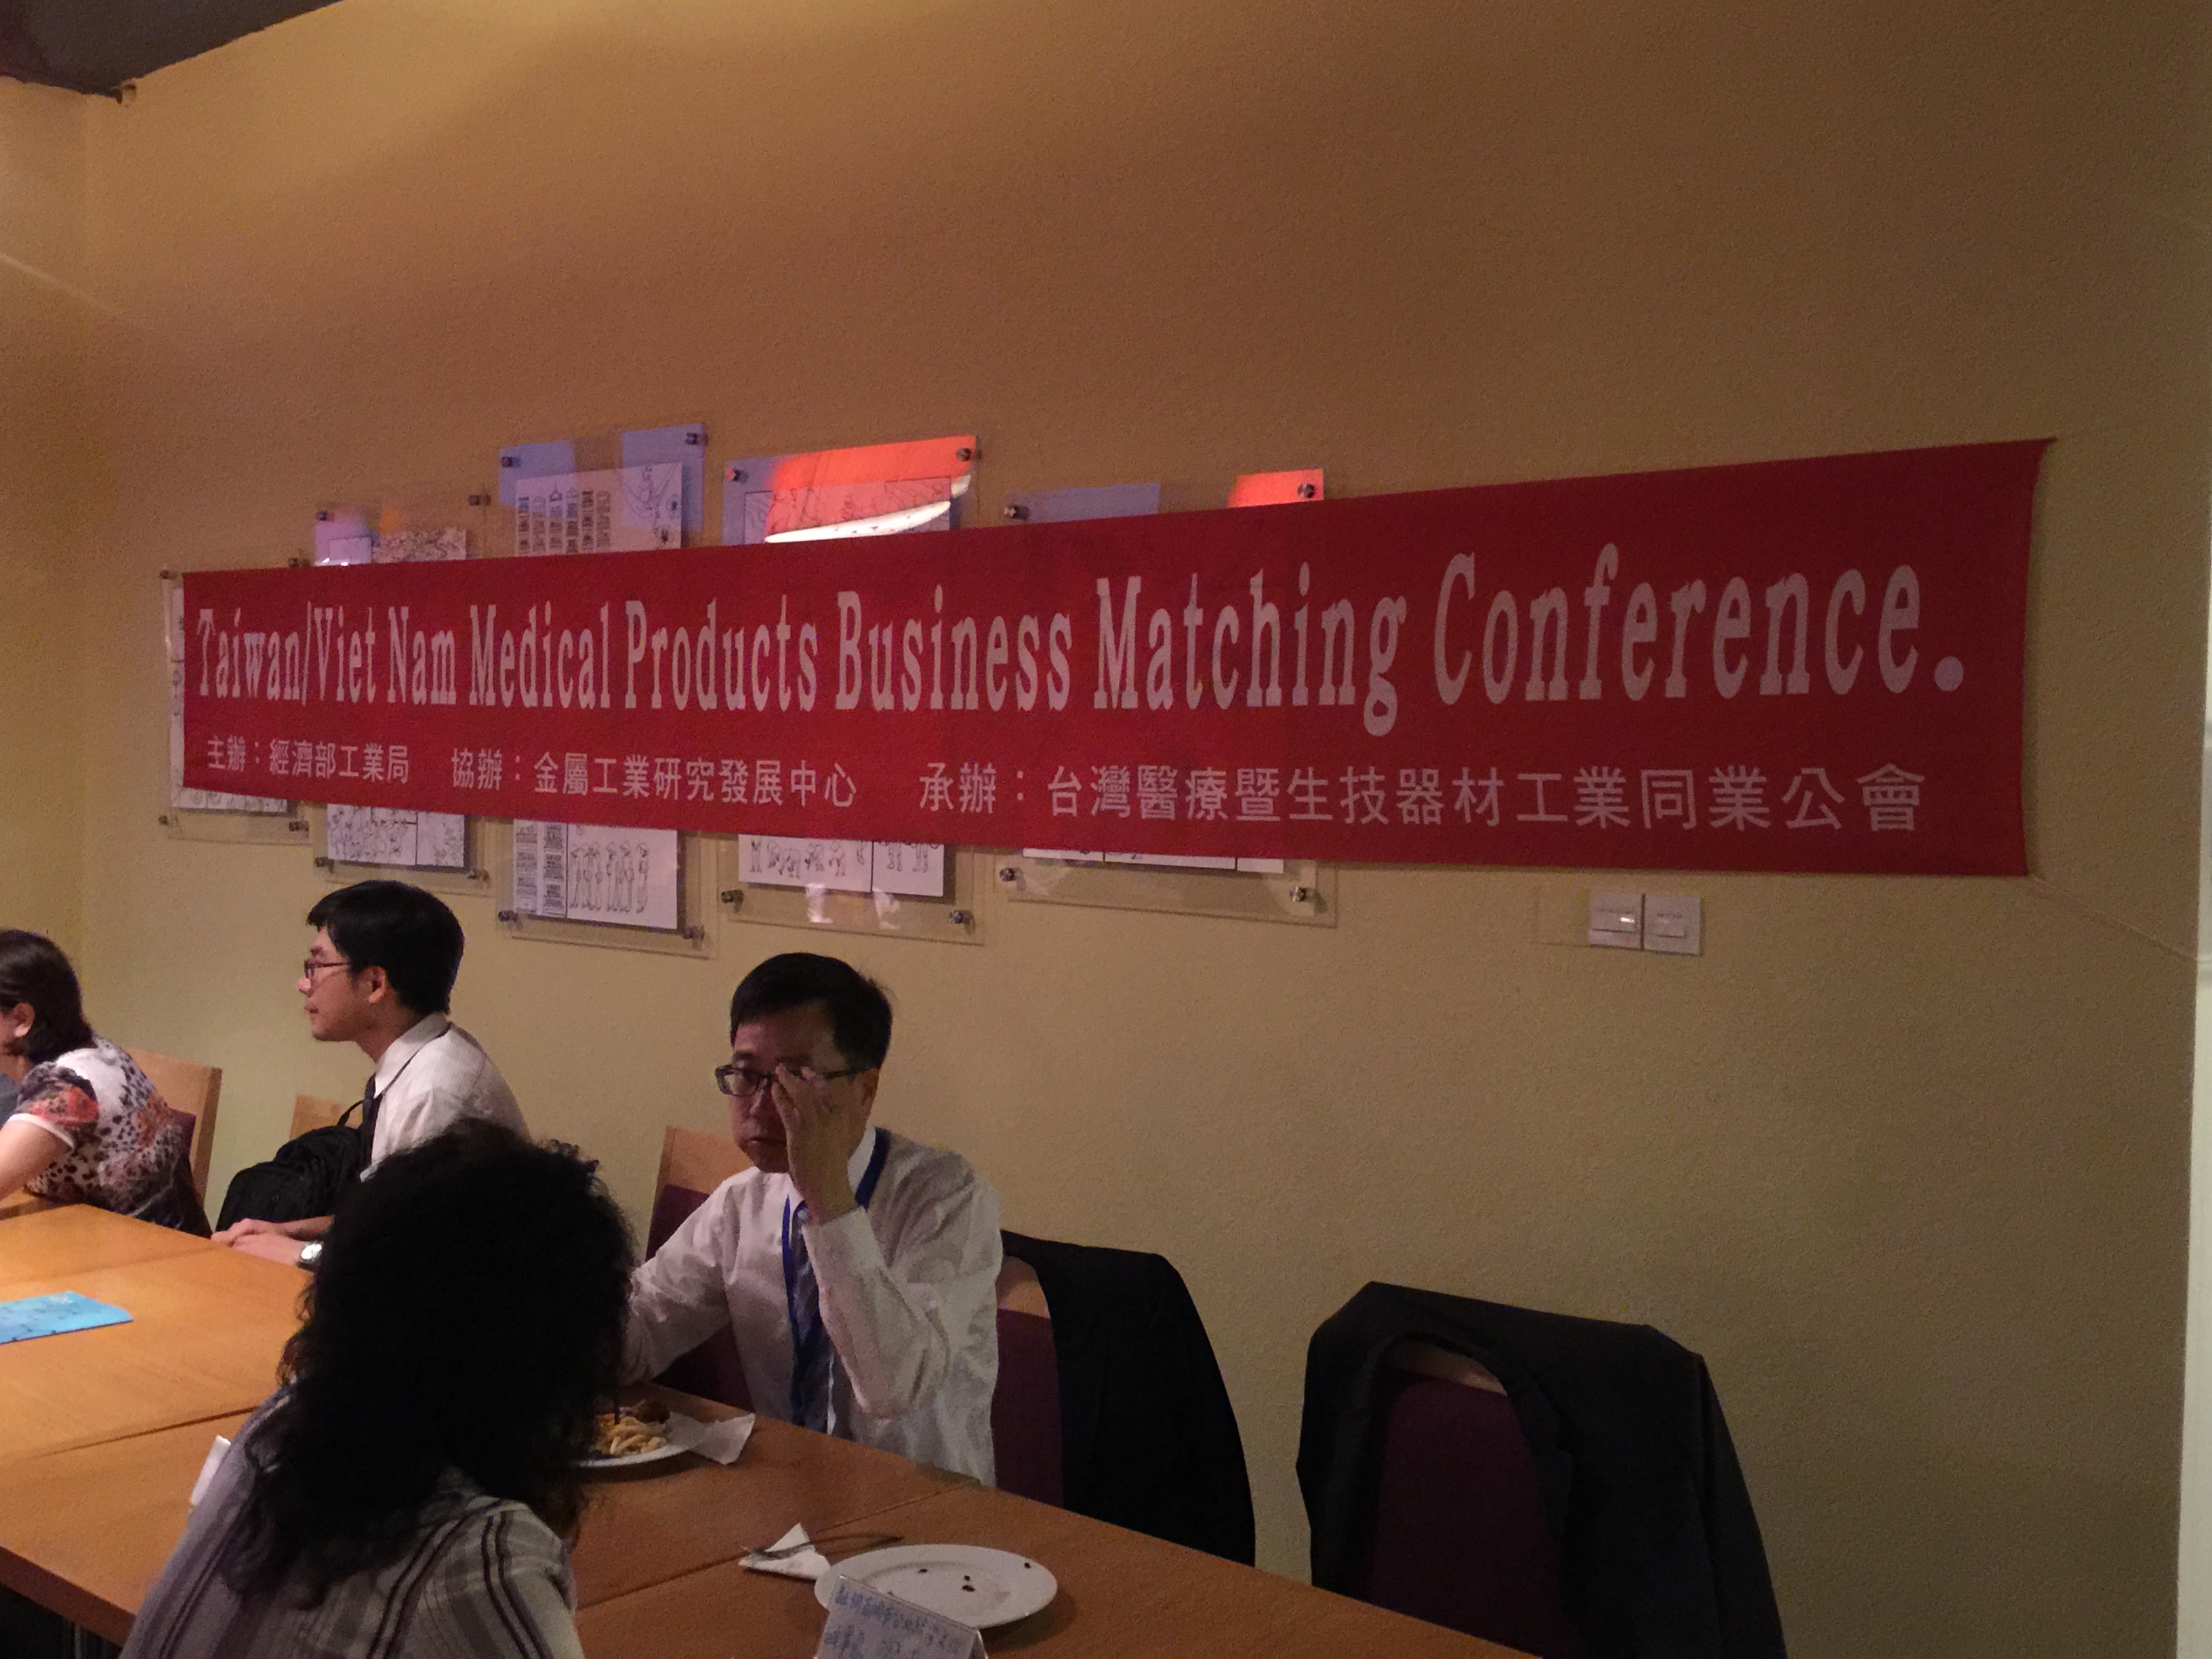 Taiwan/Viet Nam Medical Products Business Matching Conference.
主辦：經濟部工業局 協辦：金屬工業研究發展中心 承辦：台灣醫療暨生技器材工業同業公會